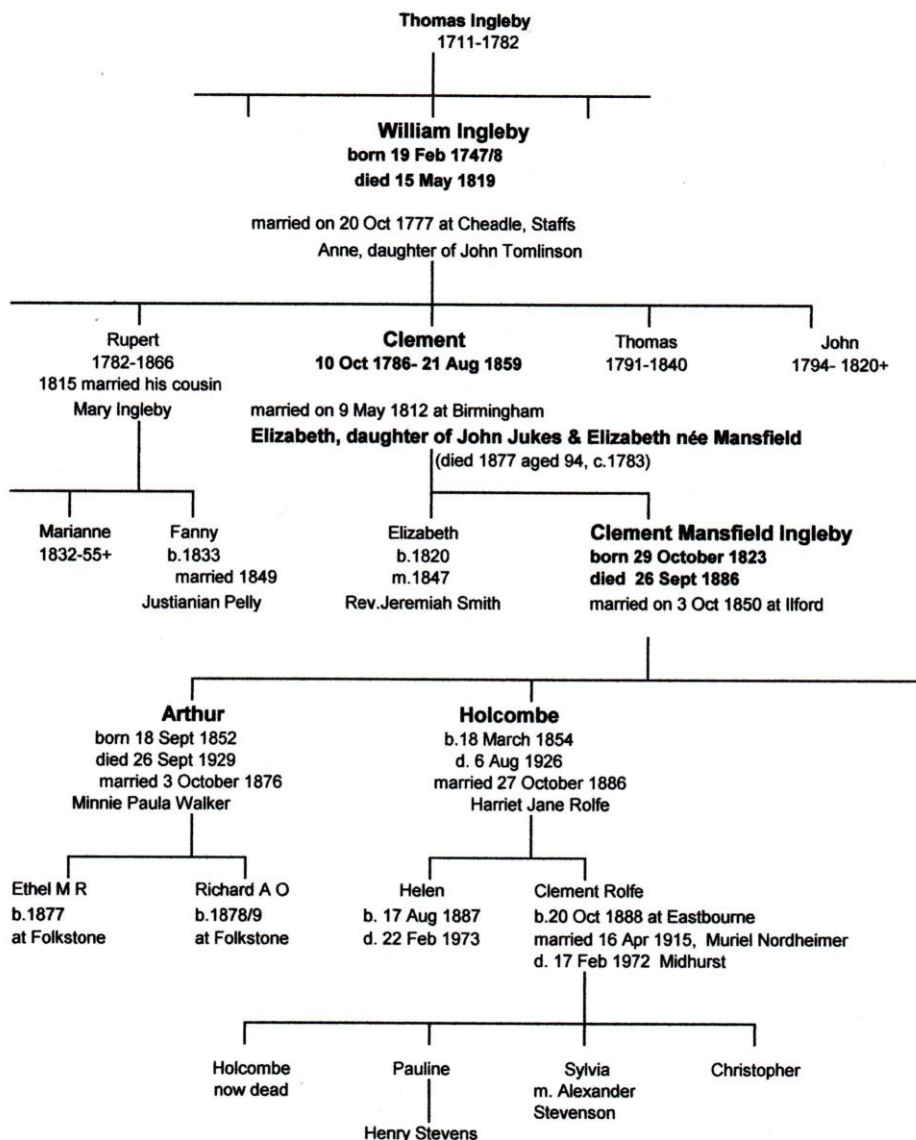 Thomas Ingleby
1711-1782
William Ingleby
born 19 Feb 1747/8
died 15 May 1819
married on 20 Oct 1777 at Cheadle, Staffs
Anne, daughter of John Tomlinson
Rupert
1782-1866
1815 married his cousin
Mary Ingleby
Clement
10 Oct 1786- 21 Aug 1859
Thomas
1791-1840
John
1794- 1820+
married on 9 May 1812 at Birmingham
Elizabeth, daughter of John Jukes & Elizabeth née Mansfield
(died 1877 aged 94, c.1783)
Marianne
1832-55+
Fanny
b.1833
married 1849
Justianian Pelly
Elizabeth
b.1820
m.1847
Rev.Jeremiah Smith
Clement Mansfield Ingleby
born 29 October 1823
died 26 Sept 1886
married on 3 Oct 1850 at Ilford
Arthur
born 18 Sept 1852
died 26 Sept 1929
married 3 October 1876
Minnie Paula Walker
Holcombe
b.18 March 1854
d. 6 Aug 1926
married 27 October 1886
Harriet Jane Rolfe
Ethel M R
b.1877
at Folkstone
Richard A O
b.1878/9
at Folkstone
Helen
b. 17 Aug 1887
d. 22 Feb 1973
Clement Rolfe
b.20 Oct 1888 at Eastbourne
married 16 Apr 1915, Muriel Nordheimer
d. 17 Feb 1972 Midhurst
Holcombe
now dead
Pauline
Henry Stevens
Sylvia
m. Alexander
Stevenson
Christopher